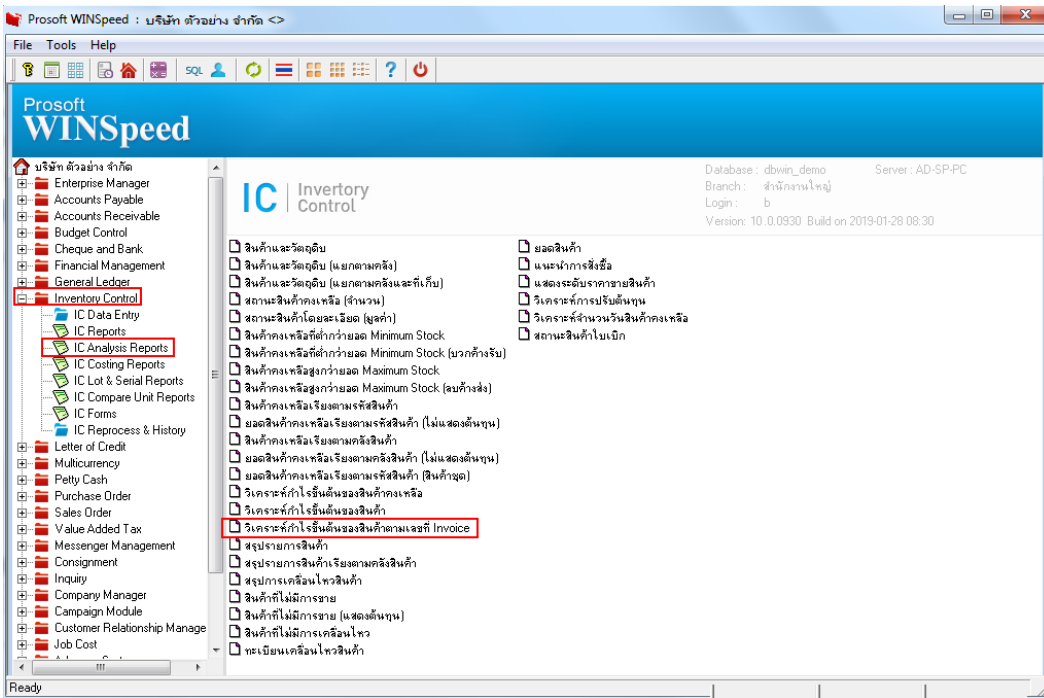 Prosoft WINSpeed : บริษัท ตัวอย่าง จำกัด <>
File Tools Help
SQL
Prosoft
WINSpeed
บริษัท ตัวอย่าง จำกัด
Enterprise Manager
Accounts Payable
Accounts Receivable
Budget Control
Cheque and Bank
Financial Management
General Ledger
Inventory Control
IC Data Entry
IC Reports
IC Analysis Reports
IC Costing Reports
IC Lot & Serial Reports
IC Compare Unit Reports
IC Forms
IC Reprocess & History
Letter of Credit
Multicurrency
Petty Cash
Purchase Order
Sales Order
Value Added Tax
Messenger Management
Consignment
Inquiry
Company Manager
Campaign Module
Customer Relationship Manage
Job Cost
IC Invertory
Control
Database : dbwin_demo Server : AD-SP-PC
Branch : สำนักงานใหญ่
Login : b
Version: 10.0.0930 Build on 2019-01-28 08:30
สินค้าและวัตถุดิบ
สินค้าและวัตถุดิบ (แยกตามคลัง)
สินค้าและวัตถุดิบ (แยกตามคลังและที่เก็บ)
สถานะสินค้าคงเหลือ (จำนวน)
สถานะสินค้าโดยละเอียด (มูลค่า)
สินค้าคงเหลือที่ต่ำกว่ายอด Minimum Stock
สินค้าคงเหลือที่ต่ำกว่ายอด Minimum Stock (บวกค้างรับ)
สินค้าคงเหลือสูงกว่ายอด Maximum Stock
สินค้าคงเหลือสูงกว่ายอด Maximum Stock (ลบค้างส่ง)
สินค้าคงเหลือเรียงตามรหัสสินค้า
ยอดสินค้าคงเหลือเรียงตามรหัสสินค้า (ไม่แสดงต้นทุน)
สินค้าคงเหลือเรียงตามคลังสินค้า
ยอดสินค้าคงเหลือเรียงตามคลังสินค้า (ไม่แสดงต้นทุน)
ยอดสินค้าคงเหลือเรียงตามรหัสสินค้า (สินค้าชุด)
วิเคราะห์กำไรขั้นต้นของสินค้าคงเหลือ
วิเคราะห์กำไรขั้นต้นของสินค้า
วิเคราะห์กำไรขั้นต้นของสินค้าตามเลขที่ Invoice
สรุปรายการสินค้า
สรุปรายการสินค้าเรียงตามคลังสินค้า
สรุปการเคลื่อนไหวสินค้า
สินค้าที่ไม่มีการขาย
สินค้าที่ไม่มีการขาย (แสดงต้นทุน)
สินค้าที่ไม่มีการเคลื่อนไหว
ทะเบียนเคลื่อนไหวสินค้า
ยอดสินค้า
แนะนำการสั่งซื้อ
แสดงระดับราคาขายสินค้า
วิเคราะห์การปรับต้นทุน
วิเคราะห์จำนวนวันสินค้าคงเหลือ
สถานะสินค้าใบเบิก
Ready